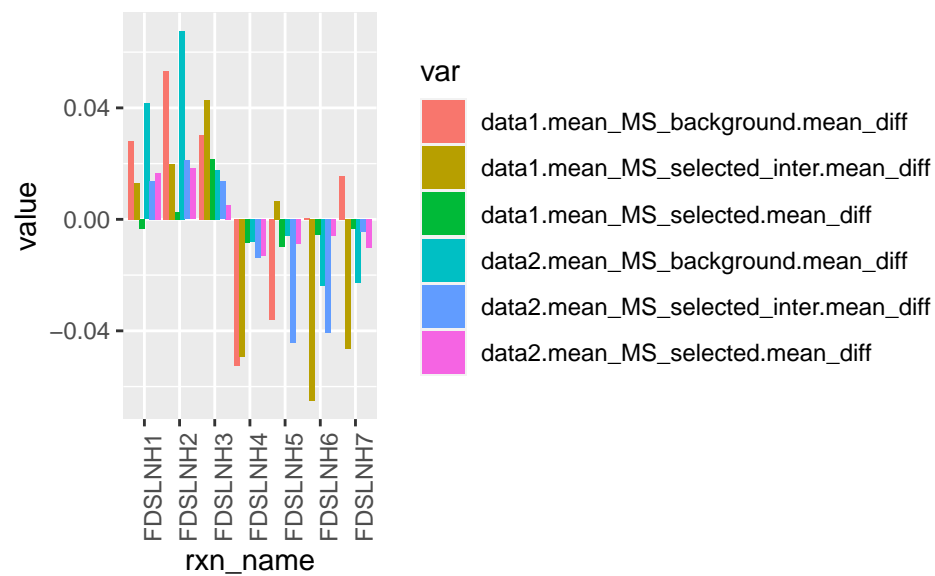 value
0.04
0.00
−0.04
FDSLNH1
FDSLNH2
FDSLNH3
FDSLNH4
FDSLNH5
FDSLNH6
FDSLNH7
rxn_name
var
data1.mean_MS_background.mean_diff
data1.mean_MS_selected_inter.mean_diff
data1.mean_MS_selected.mean_diff
data2.mean_MS_background.mean_diff
data2.mean_MS_selected_inter.mean_diff
data2.mean_MS_selected.mean_diff